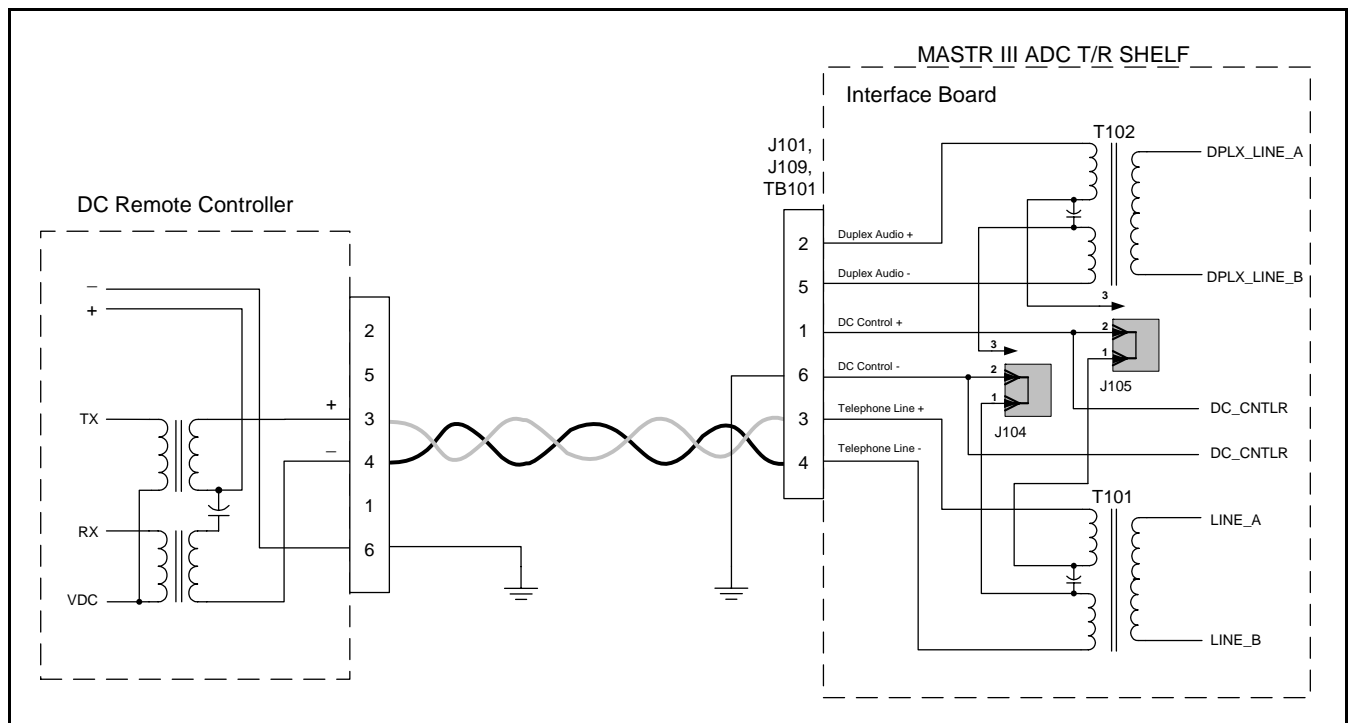 MASTR III ADC T/R SHELF
Interface Board
T102
J101,
J109,
TB101
DPLX_LINE_A
DC Remote Controller
2
Duplex Audio +
–
+
5
Duplex Audio -
DPLX_LINE_B
3
2
1
DC Control +
2
1
J105
5
6
DC Control -
3
2
1
J104
TX
+
3
3
Telephone Line +
DC_CNTLR
–
4
4
Telephone Line -
DC_CNTLR
1
T101
RX
LINE_A
6
VDC
LINE_B